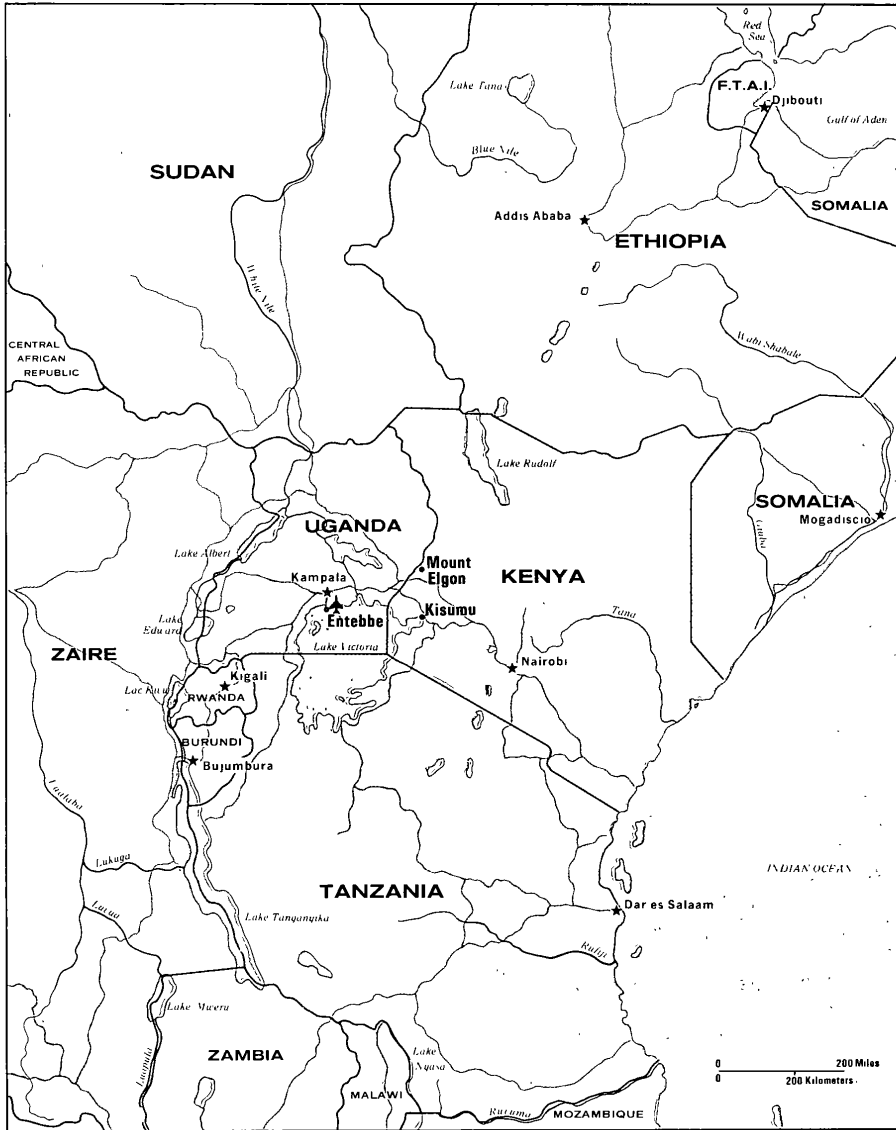 Red
Sea
Lake Tana
F.T.A.I.
Djibouti
Gulf of Aden
Blue Nile
SUDAN
SOMALIA
Addis Ababa
ETHIOPIA
White Nile
CENTRAL
AFRICAN
REPUBLIC
Wabi Shabale
Lake Rudolf
SOMALIA
Mogadiscio
UGANDA
Giuba
Lake Albert
Mount
Elgon
KENYA
Kampala
Lake
Edward
Entebbe
Kisumu
Tana
Lake Victoria
ZAIRE
Nairobi
Kigali
Lac Kivu
RWANDA
BURUNDI
Bujumbura
Lualaba
Lukuga
INDIAN OCEAN
TANZANIA
Dar es Salaam
Lake Tanganyika
Rufiji
Lake Mweru
Luapula
ZAMBIA
Lake
Nyasa
MALAWI
Ruvuma
MOZAMBIQUE
0 200 Miles
0 200 Kilometers